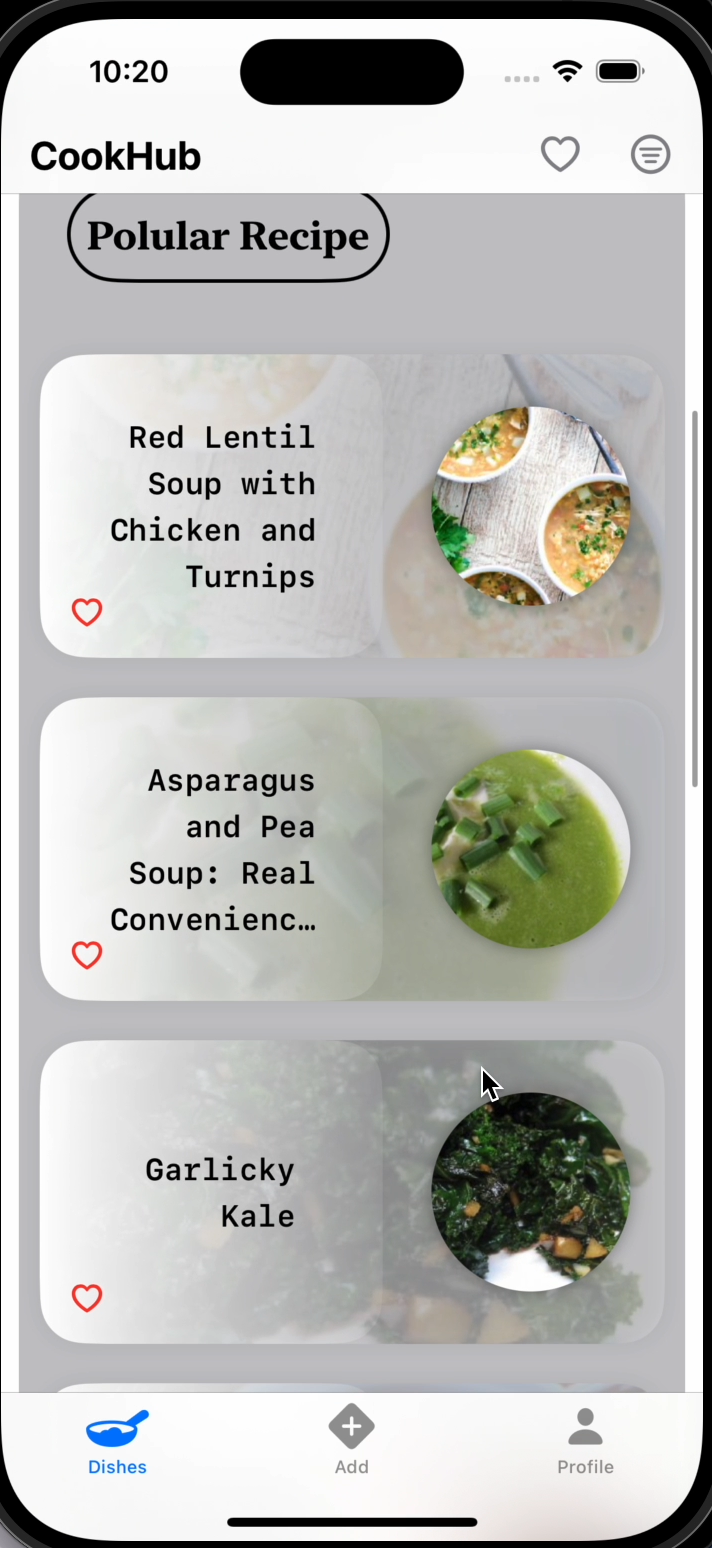 10:20
CookHub
Polular Recipe
Red Lentil
Soup with
Chicken and
Turnips
Asparagus
and Pea
Soup: Real
Convenienc…
Garlicky
Kale
Dishes
Add
Profile